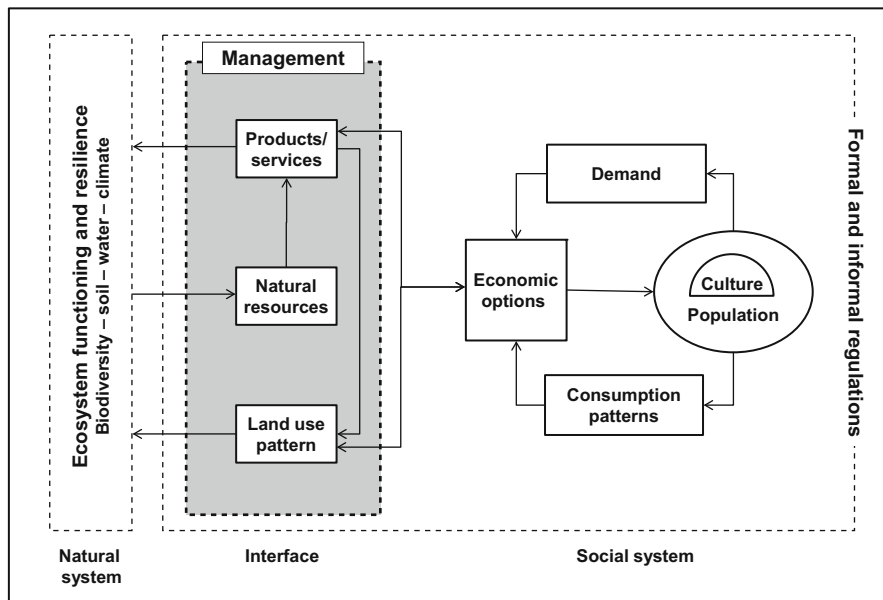 Management
Ecosystem functioning and resilience
Biodiversity – soil – water – climate
Products/
services
Natural
resources
Land use
pattern
Demand
Economic
options
Culture
Population
Consumption
patterns
Formal and informal regulations
Natural
system
Interface
Social system